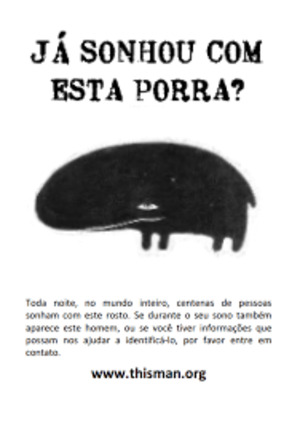 JÁ SONHOU COM
ESTA PORRA?
Toda noite, no mundo inteiro, centenas de pessoas
sonham com este rosto. Se durante o seu sono também
aparece este homem, ou se você tiver informações que
possam nos ajudar a identificá-lo, por favor entre em
contato.
www.thisman.org